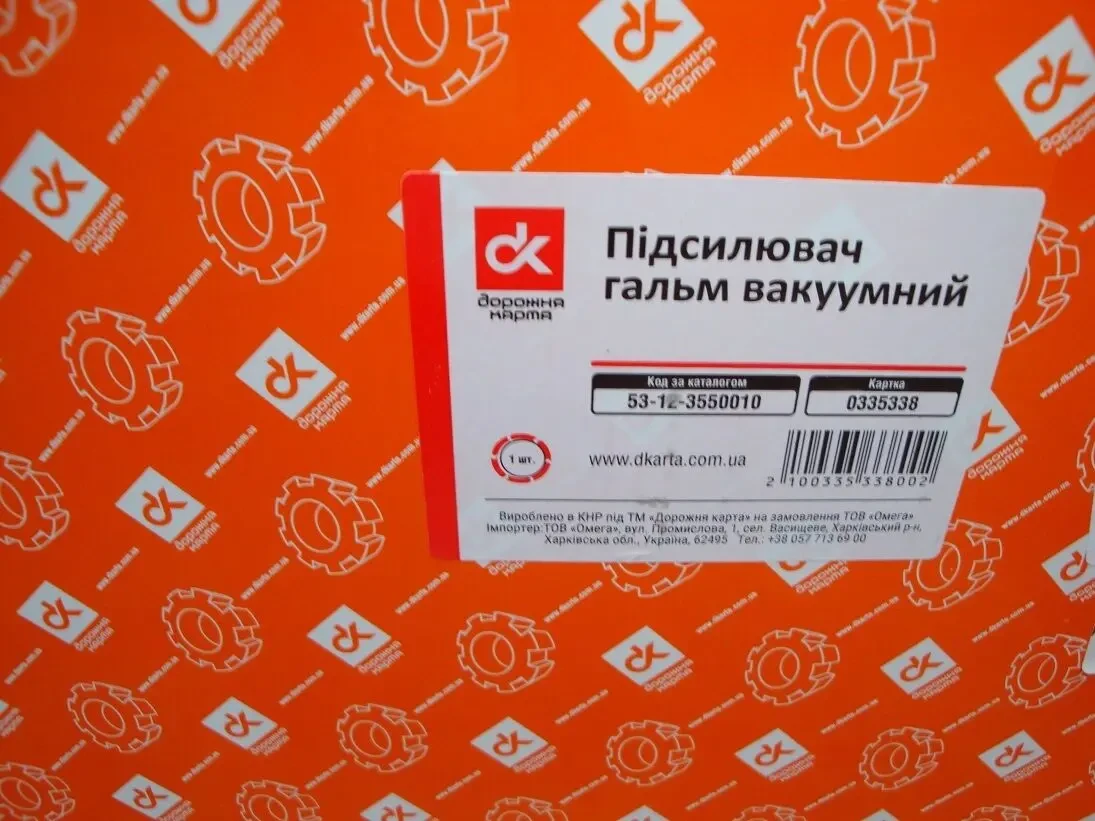 дк
дорожня
карта
Підсилювач
гальм вакуумний
Код за каталогом
53-12-3550010
Картка
0335338
1 шт.
www.dkarta.com.ua
2 100335 338002
Вироблено в КНР під ТМ «Дорожня карта» на замовлення ТОВ «Омега»
Імпортер:ТОВ «Омега», вул. Промислова, 1, сел. Васищеве, Харківський р-н,
Харківська обл., Україна, 62495 Тел.: +38 057 713 69 00